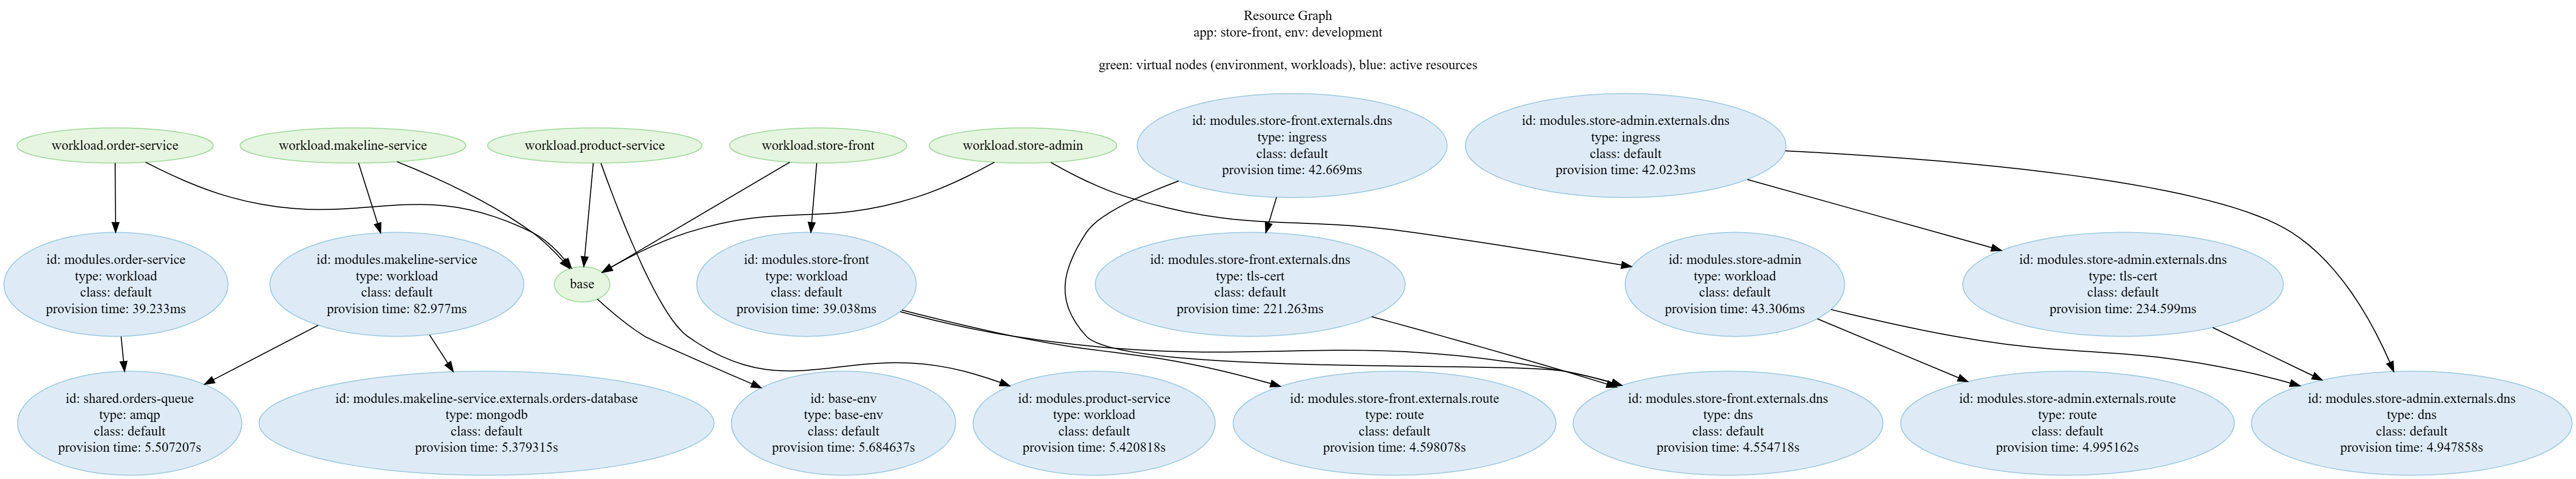 Resource Graph
app: store-front, env: development
green: virtual nodes (environment, workloads), blue: active resources
workload.order-service
workload.makeline-service
workload.product-service
workload.store-front
workload.store-admin
id: modules.store-front.externals.dns
type: ingress
class: default
provision time: 42.669ms
id: modules.store-admin.externals.dns
type: ingress
class: default
provision time: 42.023ms
id: modules.order-service
type: workload
class: default
provision time: 39.233ms
id: modules.makeline-service
type: workload
class: default
provision time: 82.977ms
base
id: modules.store-front
type: workload
class: default
provision time: 39.038ms
id: modules.store-front.externals.dns
type: tls-cert
class: default
provision time: 221.263ms
id: modules.store-admin
type: workload
class: default
provision time: 43.306ms
id: modules.store-admin.externals.dns
type: tls-cert
class: default
provision time: 234.599ms
id: shared.orders-queue
type: amqp
class: default
provision time: 5.507207s
id: modules.makeline-service.externals.orders-database
type: mongodb
class: default
provision time: 5.379315s
id: base-env
type: base-env
class: default
provision time: 5.684637s
id: modules.product-service
type: workload
class: default
provision time: 5.420818s
id: modules.store-front.externals.route
type: route
class: default
provision time: 4.598078s
id: modules.store-front.externals.dns
type: dns
class: default
provision time: 4.554718s
id: modules.store-admin.externals.route
type: route
class: default
provision time: 4.995162s
id: modules.store-admin.externals.dns
type: dns
class: default
provision time: 4.947858s